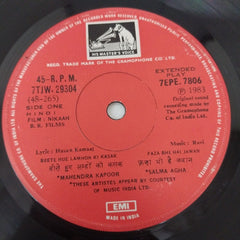 HIS MASTER'S VOICE
REGD. TRADE MARK OF THE GRAMOPHONE CO. LTD.
45-R.P.M.
7TJW.29304
(48-265)
SIDE ONE
HINDI
FILM : NIKAAH
B. R. FILMS
EXTENDED
PLAY
7EPE. 7806
℗ 1983
Original sound
recording made by
The Gramophone
Co. of India Ltd.
Lyric : Hasan Kamaal
Music : Ravi
BEETE HUE LAMHON KI KASAK
बीते हुए लम्हों की कसक
*MAHENDRA KAPOOR
FAZA BHI HAI JAWAN
फ़ज़ा भी है जवान
*SALMA AGHA
*THESE ARTISTES APPEAR BY COURTESY
OF MUSIC INDIA LTD.
EMI
MADE IN INDIA